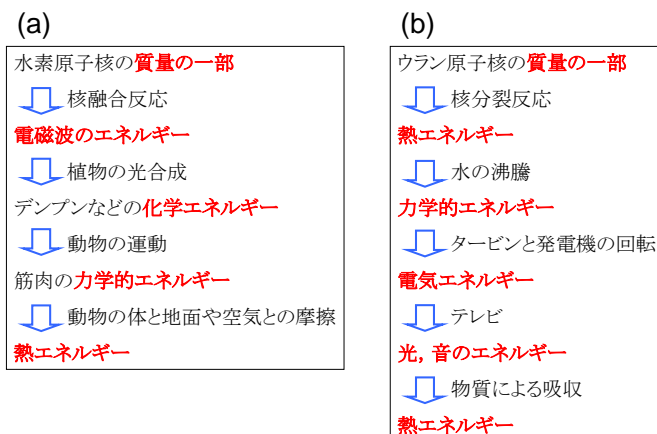 (a)
水素原子核の質量の一部
核融合反応
電磁波のエネルギー
植物の光合成
デンプンなどの化学エネルギー
動物の運動
筋肉の力学的エネルギー
動物の体と地面や空気との摩擦
熱エネルギー
(b)
ウラン原子核の質量の一部
核分裂反応
熱エネルギー
水の沸騰
力学的エネルギー
タービンと発電機の回転
電気エネルギー
テレビ
光，音のエネルギー
物質による吸収
熱エネルギー